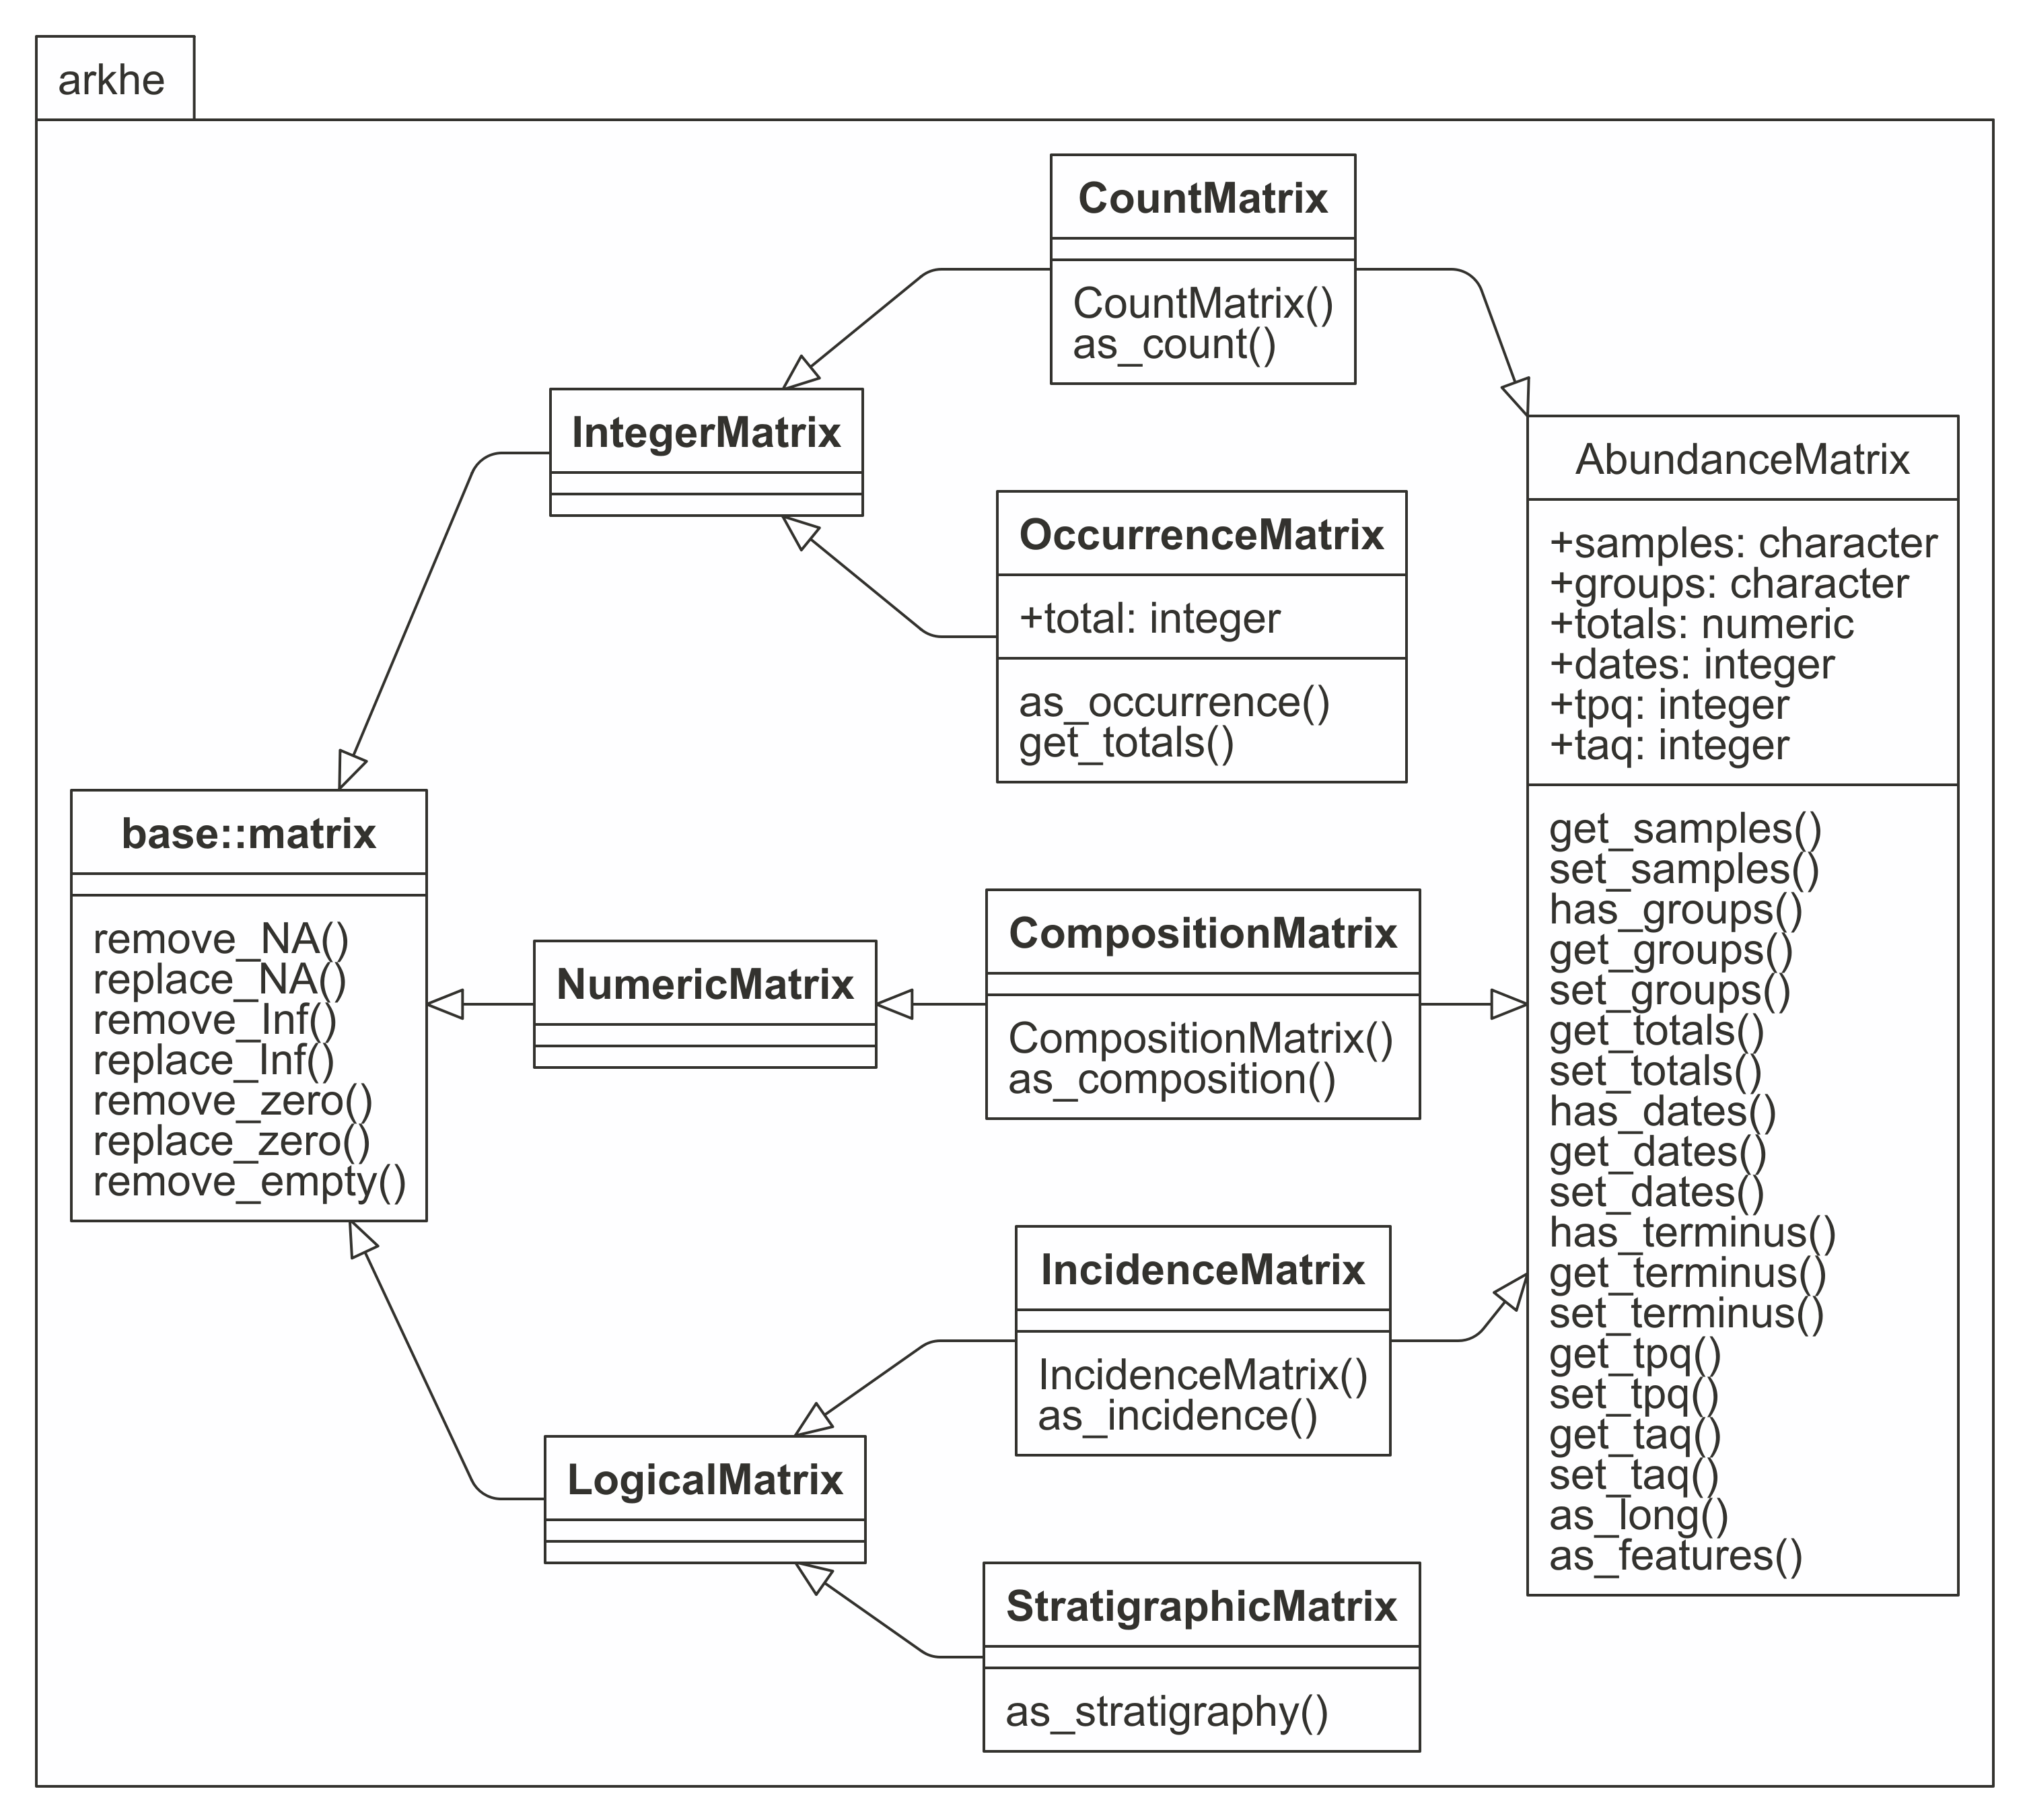 arkhe
CountMatrix
CountMatrix()
as_count()
IntegerMatrix
OccurrenceMatrix
+total: integer
as_occurrence()
get_totals()
base::matrix
remove_NA()
replace_NA()
remove_Inf()
replace_Inf()
remove_zero()
replace_zero()
remove_empty()
NumericMatrix
CompositionMatrix
CompositionMatrix()
as_composition()
IncidenceMatrix
IncidenceMatrix()
as_incidence()
LogicalMatrix
StratigraphicMatrix
as_stratigraphy()
AbundanceMatrix
+samples: character
+groups: character
+totals: numeric
+dates: integer
+tpq: integer
+taq: integer
get_samples()
set_samples()
has_groups()
get_groups()
set_groups()
get_totals()
set_totals()
has_dates()
get_dates()
set_dates()
has_terminus()
get_terminus()
set_terminus()
get_tpq()
set_tpq()
get_taq()
set_taq()
as_long()
as_features()